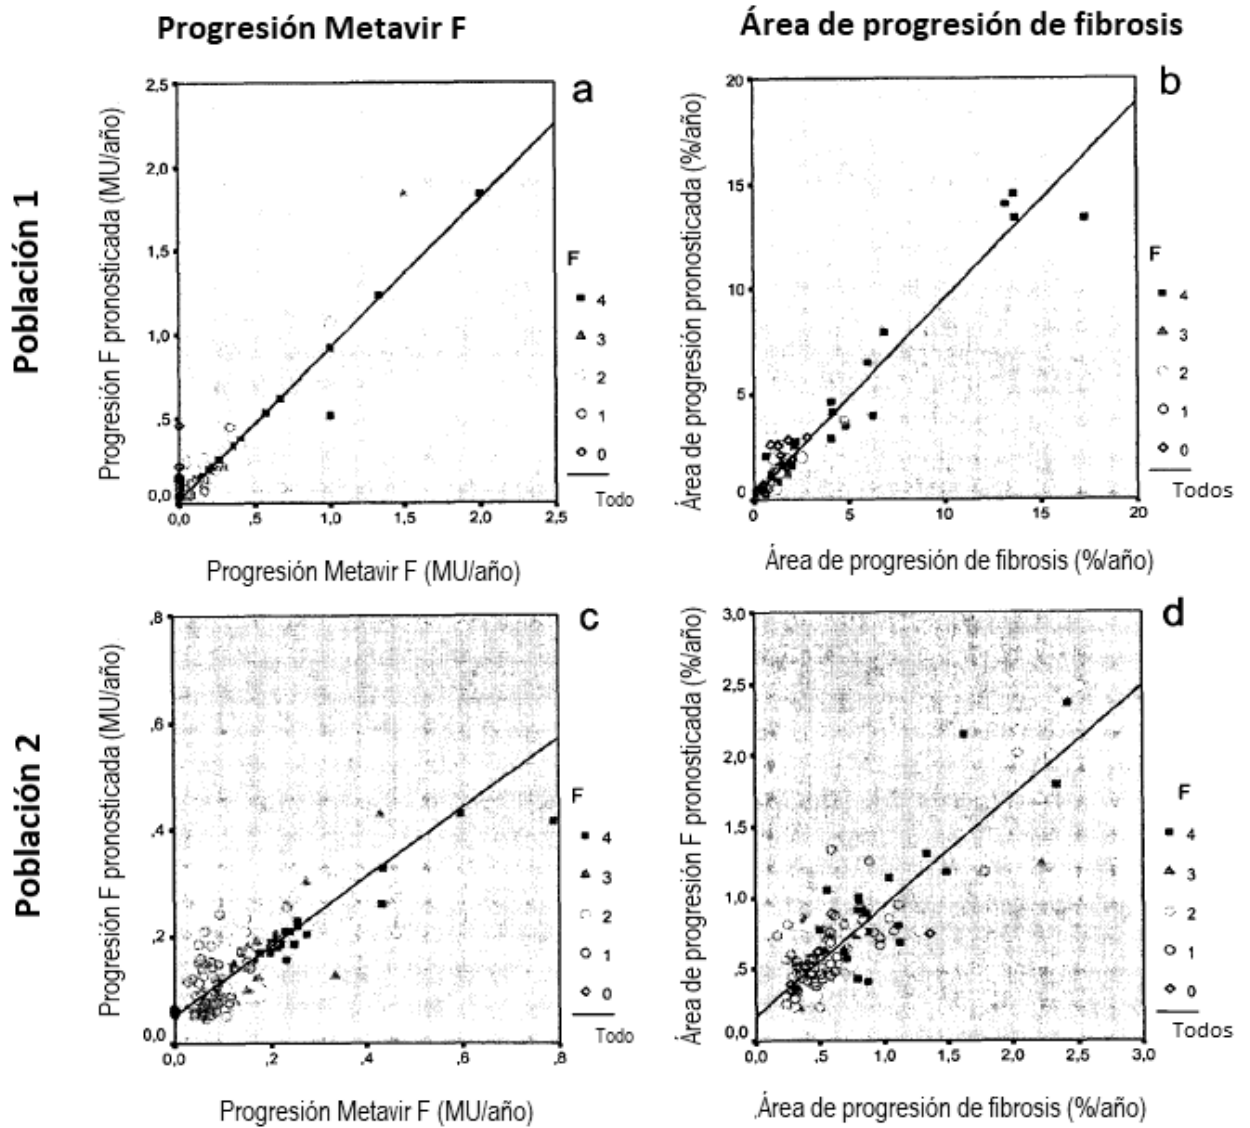 Progresión Metavir F
Área de progresión de fibrosis
Población 1
Progresión F pronosticada (MU/año)
2,5
2,0
1,5
1,0
,5
0,0
a
F
4
3
2
1
0
Todo
0,0 ,5 1,0 1,5 2,0 2,5
Progresión Metavir F (MU/año)
Área de progresión pronosticada (%/año)
20
15
10
5
0
b
F
4
3
2
1
0
Todos
0 5 10 15 20
Área de progresión de fibrosis (%/año)
Población 2
Progresión F pronosticada (MU/año)
,8
,6
,4
,2
0,0
c
F
4
3
2
1
0
Todo
0,0 ,2 ,4 ,6 ,8
Progresión Metavir F (MU/año)
Área de progresión F pronosticada (%/año)
3,0
2,5
2,0
1,5
1,0
,5
0,0
d
F
4
3
2
1
0
Todos
0,0 ,5 1,0 1,5 2,0 2,5 3,0
Área de progresión de fibrosis (%/año)